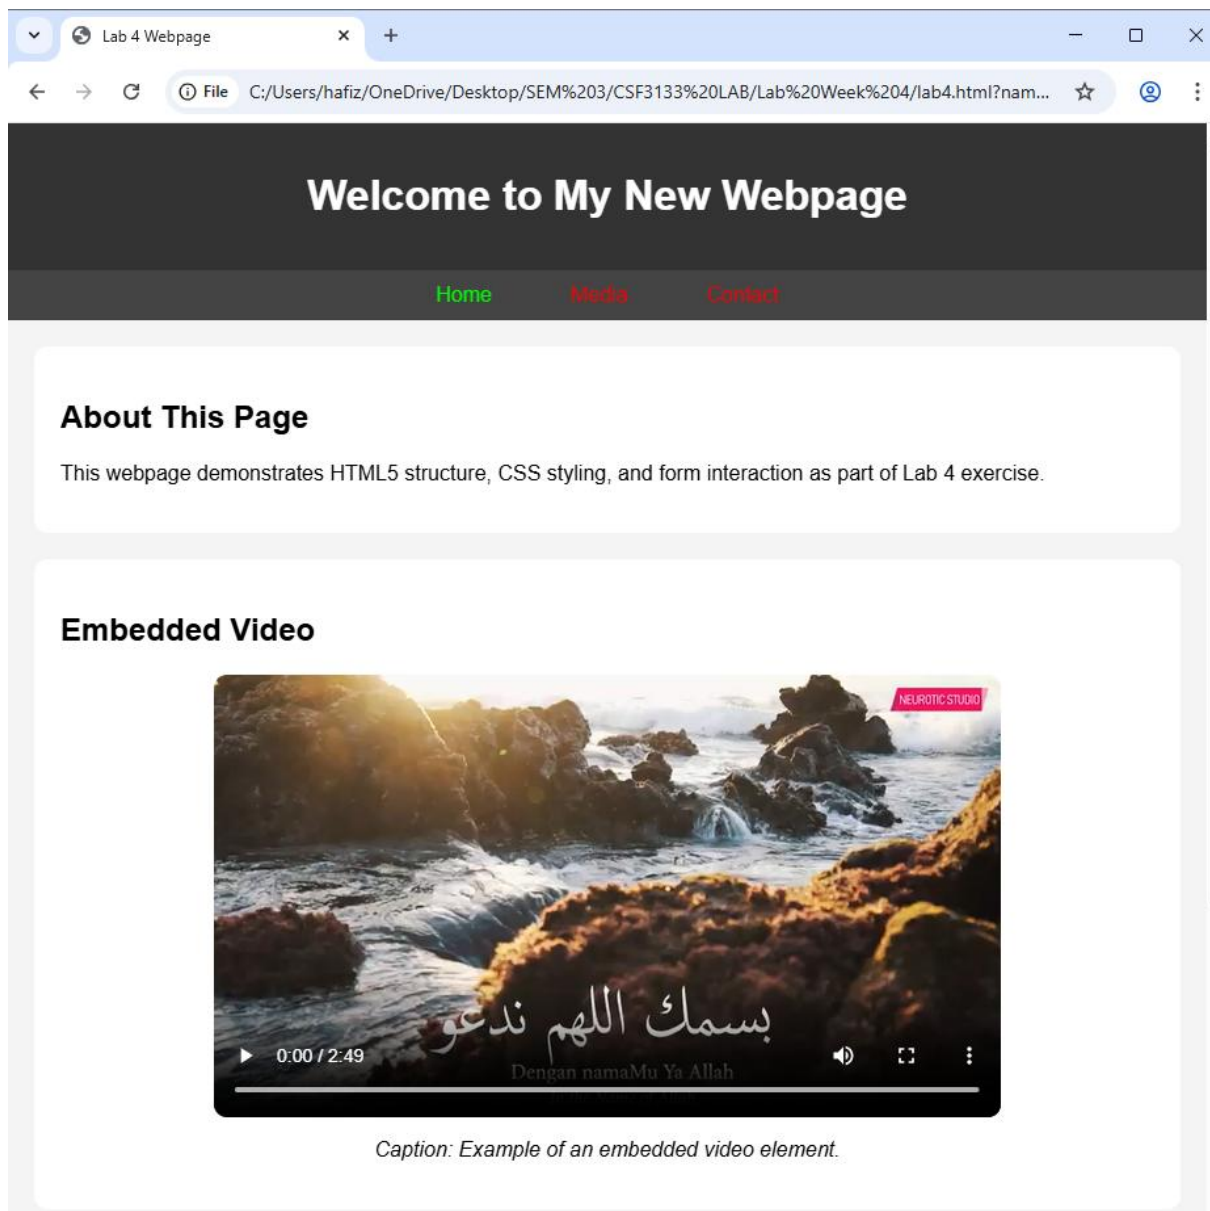 Lab 4 Webpage
File C:/Users/hafiz/OneDrive/Desktop/SEM%203/CSF3133%20LAB/Lab%20Week%204/lab4.html?nam...
Welcome to My New Webpage
Home Media Contact
About This Page
This webpage demonstrates HTML5 structure, CSS styling, and form interaction as part of Lab 4 exercise.
Embedded Video
NEUROTIC STUDIO
بسمك اللهم ندعو
0:00 / 2:49
Dengan namaMu Ya Allah
Caption: Example of an embedded video element.